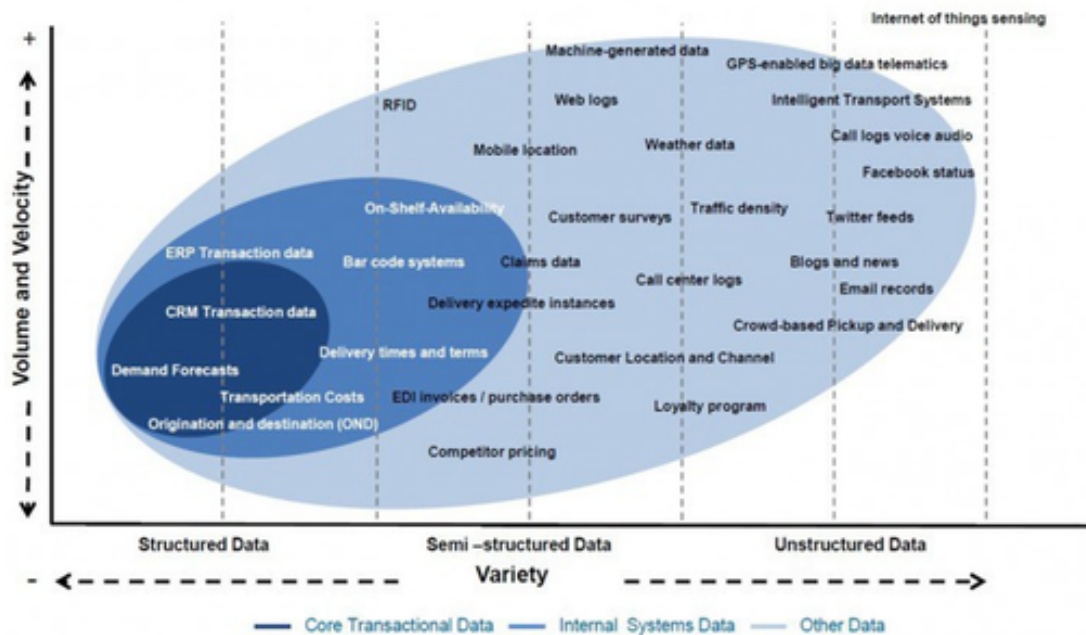 Internet of things sensing
+
Machine-generated data
GPS-enabled big data telematics
RFID
Web logs
Intelligent Transport Systems
Call logs voice audio
Mobile location
Weather data
Facebook status
On-Shelf-Availability
Customer surveys
Traffic density
Twitter feeds
Volume and Velocity
ERP Transaction data
Bar code systems
Claims data
Blogs and news
Call center logs
Email records
Delivery expedite instances
CRM Transaction data
Crowd-based Pickup and Delivery
Delivery times and terms
Customer Location and Channel
Demand Forecasts
Transportation Costs
EDI invoices / purchase orders
Loyalty program
Origination and destination (OND)
Competitor pricing
Structured Data
Semi –structured Data
Unstructured Data
-
Variety
Core Transactional Data
Internal Systems Data
Other Data